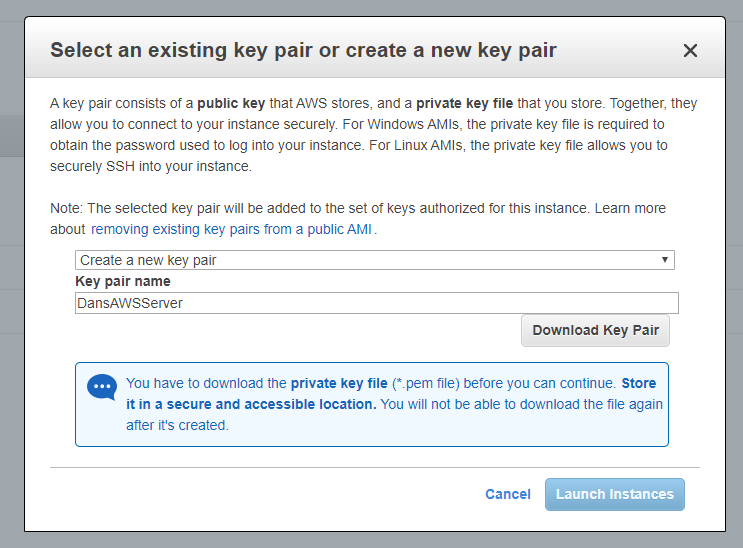 Select an existing key pair or create a new key pair
A key pair consists of a public key that AWS stores, and a private key file that you store. Together, they
allow you to connect to your instance securely. For Windows AMIs, the private key file is required to
obtain the password used to log into your instance. For Linux AMIs, the private key file allows you to
securely SSH into your instance.
Note: The selected key pair will be added to the set of keys authorized for this instance. Learn more
about removing existing key pairs from a public AMI .
Create a new key pair
Key pair name
DansAWSServer
Download Key Pair
You have to download the private key file (*.pem file) before you can continue. Store
it in a secure and accessible location. You will not be able to download the file again
after it's created.
Cancel Launch Instances